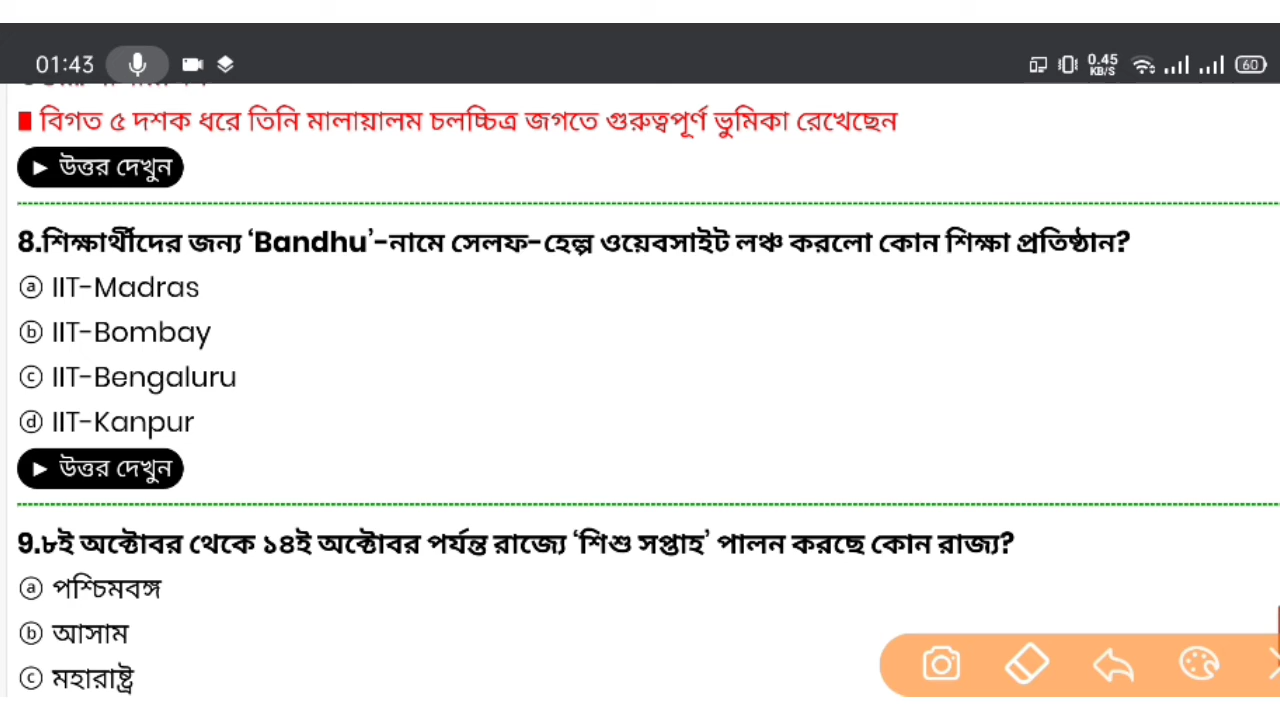 01:43 0.45 KB/S 60
■ বিগত ৫ দশক ধরে তিনি মালায়ালম চলচ্চিত্র জগতে গুরুত্বপূর্ণ ভুমিকা রেখেছেন
► উত্তর দেখুন
8.শিক্ষার্থীদের জন্য ‘Bandhu’-নামে সেলফ-হেল্প ওয়েবসাইট লঞ্চ করলো কোন শিক্ষা প্রতিষ্ঠান?
ⓐ IIT-Madras
ⓑ IIT-Bombay
ⓒ IIT-Bengaluru
ⓓ IIT-Kanpur
► উত্তর দেখুন
9.৮ই অক্টোবর থেকে ১৪ই অক্টোবর পর্যন্ত রাজ্যে ‘শিশু সপ্তাহ’ পালন করছে কোন রাজ্য?
ⓐ পশ্চিমবঙ্গ
ⓑ আসাম
ⓒ মহারাষ্ট্র